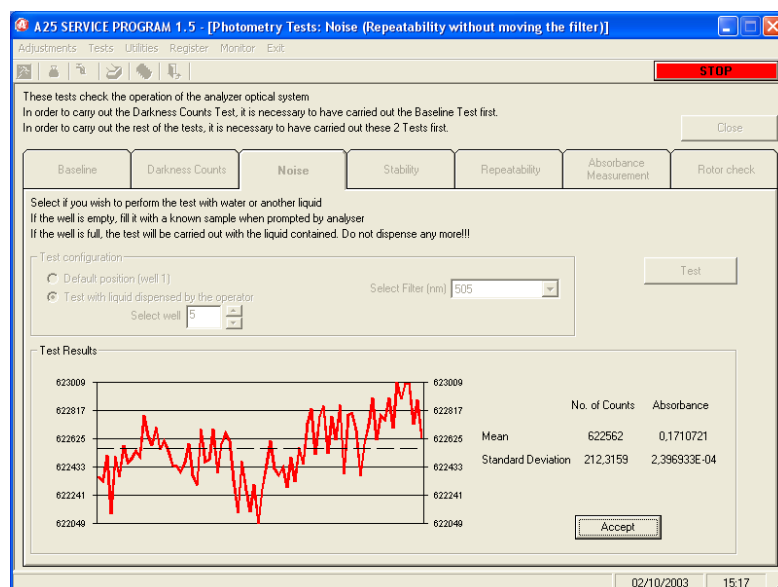 A25 SERVICE PROGRAM 1.5 - [Photometry Tests: Noise (Repeatability without moving the filter)]
Adjustments Tests Utilities Register Monitor Exit
STOP
These tests check the operation of the analyzer optical system
In order to carry out the Darkness Counts Test, it is necessary to have carried out the Baseline Test first.
In order to carry out the rest of the tests, it is necessary to have carried out these 2 Tests first.
Close
Baseline Darkness Counts Noise Stability Repeatability Absorbance Measurement Rotor check
Select if you wish to perform the test with water or another liquid
If the well is empty, fill it with a known sample when prompted by analyser
If the well is full, the test will be carried out with the liquid contained. Do not dispense any more!!!
Test configuration
Default position (well 1)
Test with liquid dispensed by the operator
Select well 5
Select Filter (nm) 505
Test
Test Results
623009 623009
622817 622817
622625 622625
622433 622433
622241 622241
622049 622049
No. of Counts Absorbance
Mean 622562 0,1710721
Standard Deviation 212,3159 2,396933E-04
Accept
02/10/2003 15:17